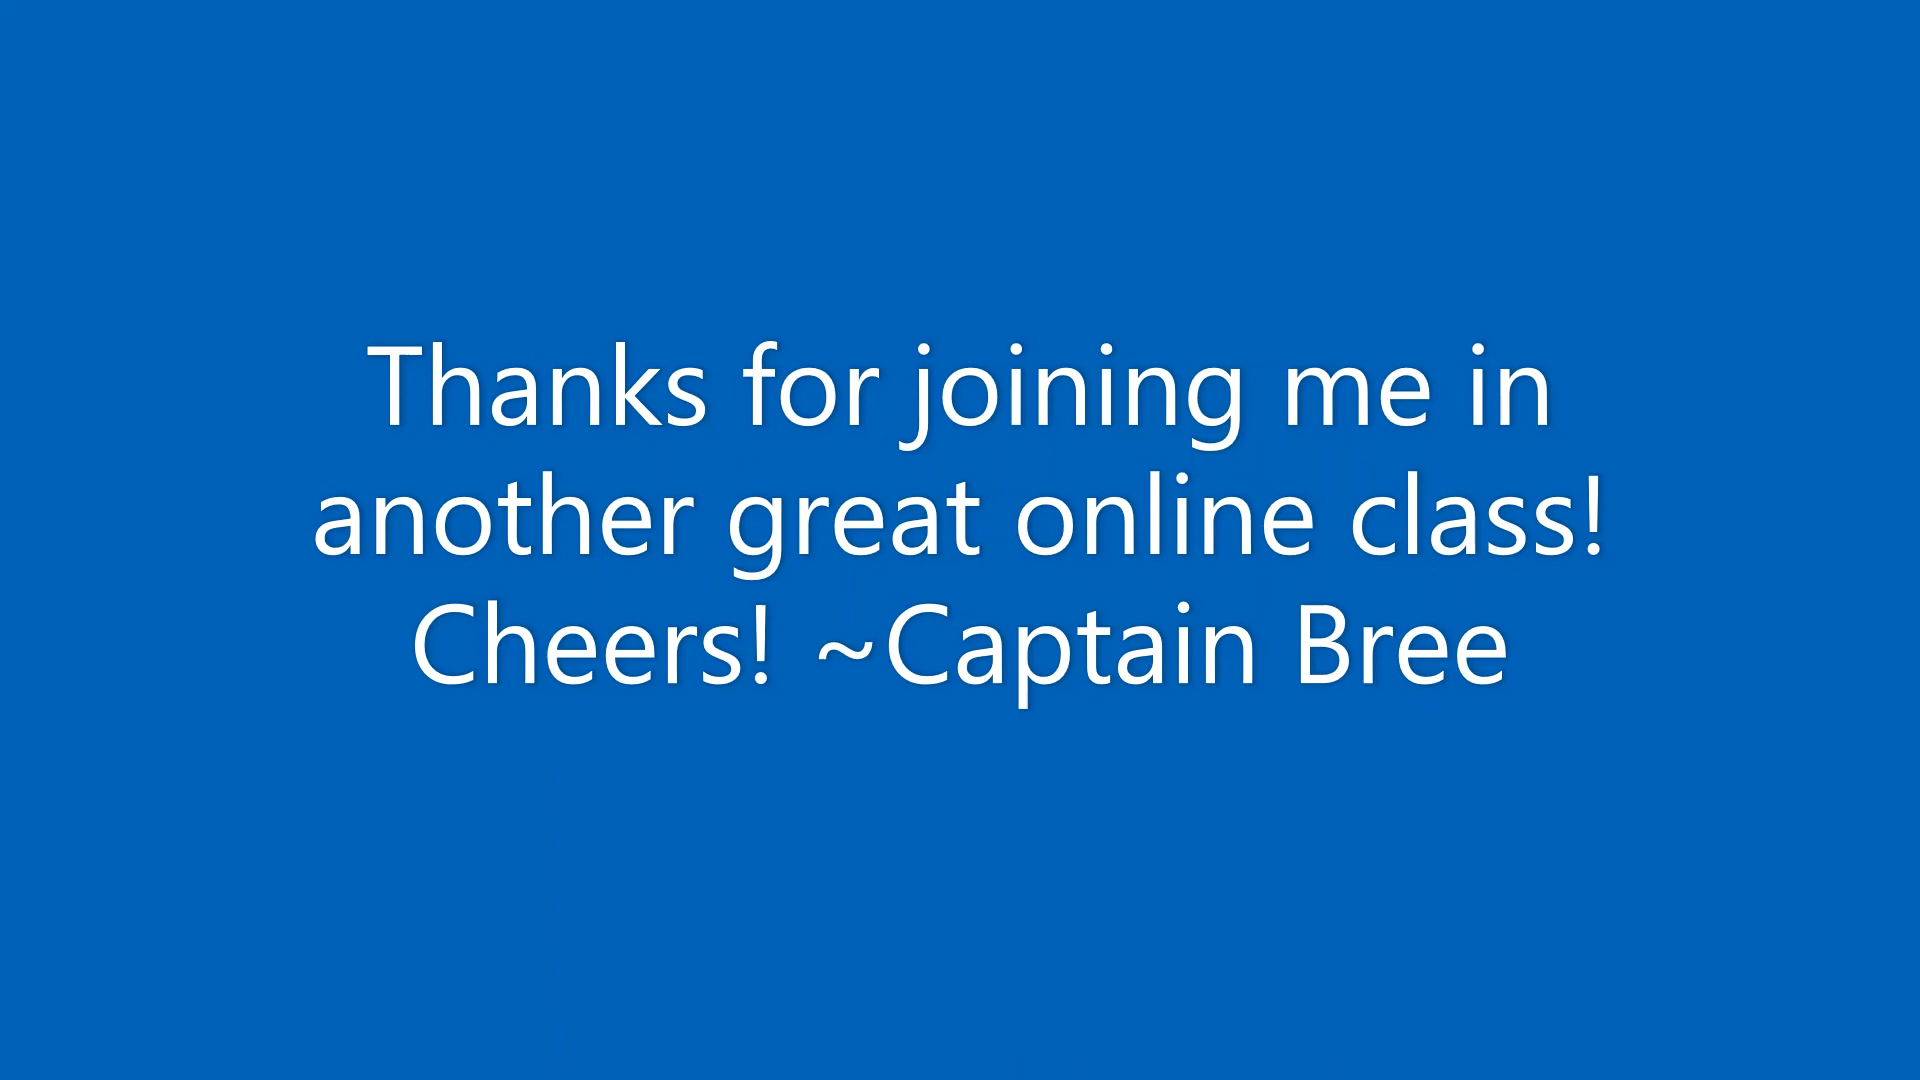 Thanks for joining me in
another great online class!
Cheers! ~Captain Bree